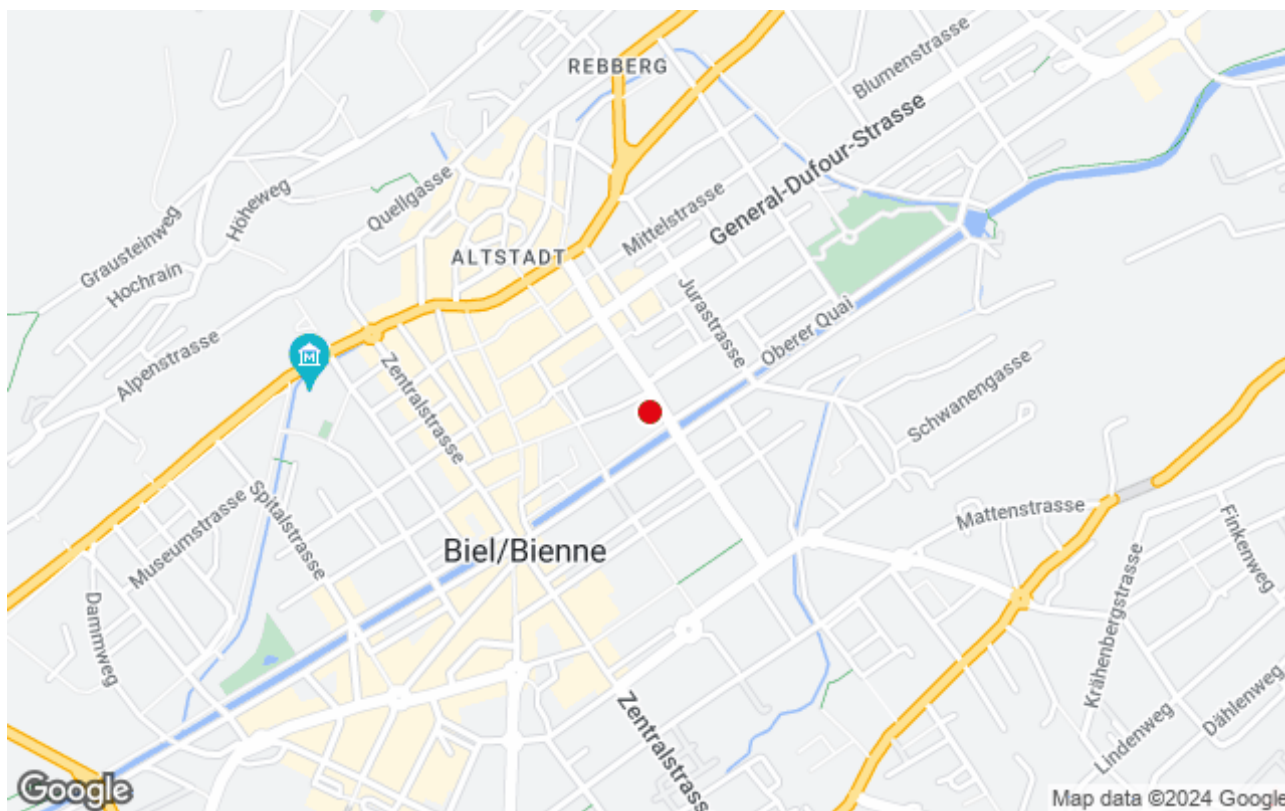 REBBERG
Blumenstrasse
General-Dufour-Strasse
Höheweg
Quellgasse
Grausteinweg
Mittelstrasse
Hochrain
ALTSTADT
Jurastrasse
Oberer Quai
Alpenstrasse
M
Zentralstrasse
Schwanengasse
Spitalstrasse
Museumstrasse
Mattenstrasse
Finkenweg
Biel/Bienne
Dammweg
Krähenbergstrasse
Zentralstrasse
Dählenweg
Lindenweg
Google
Map data ©2024 Google